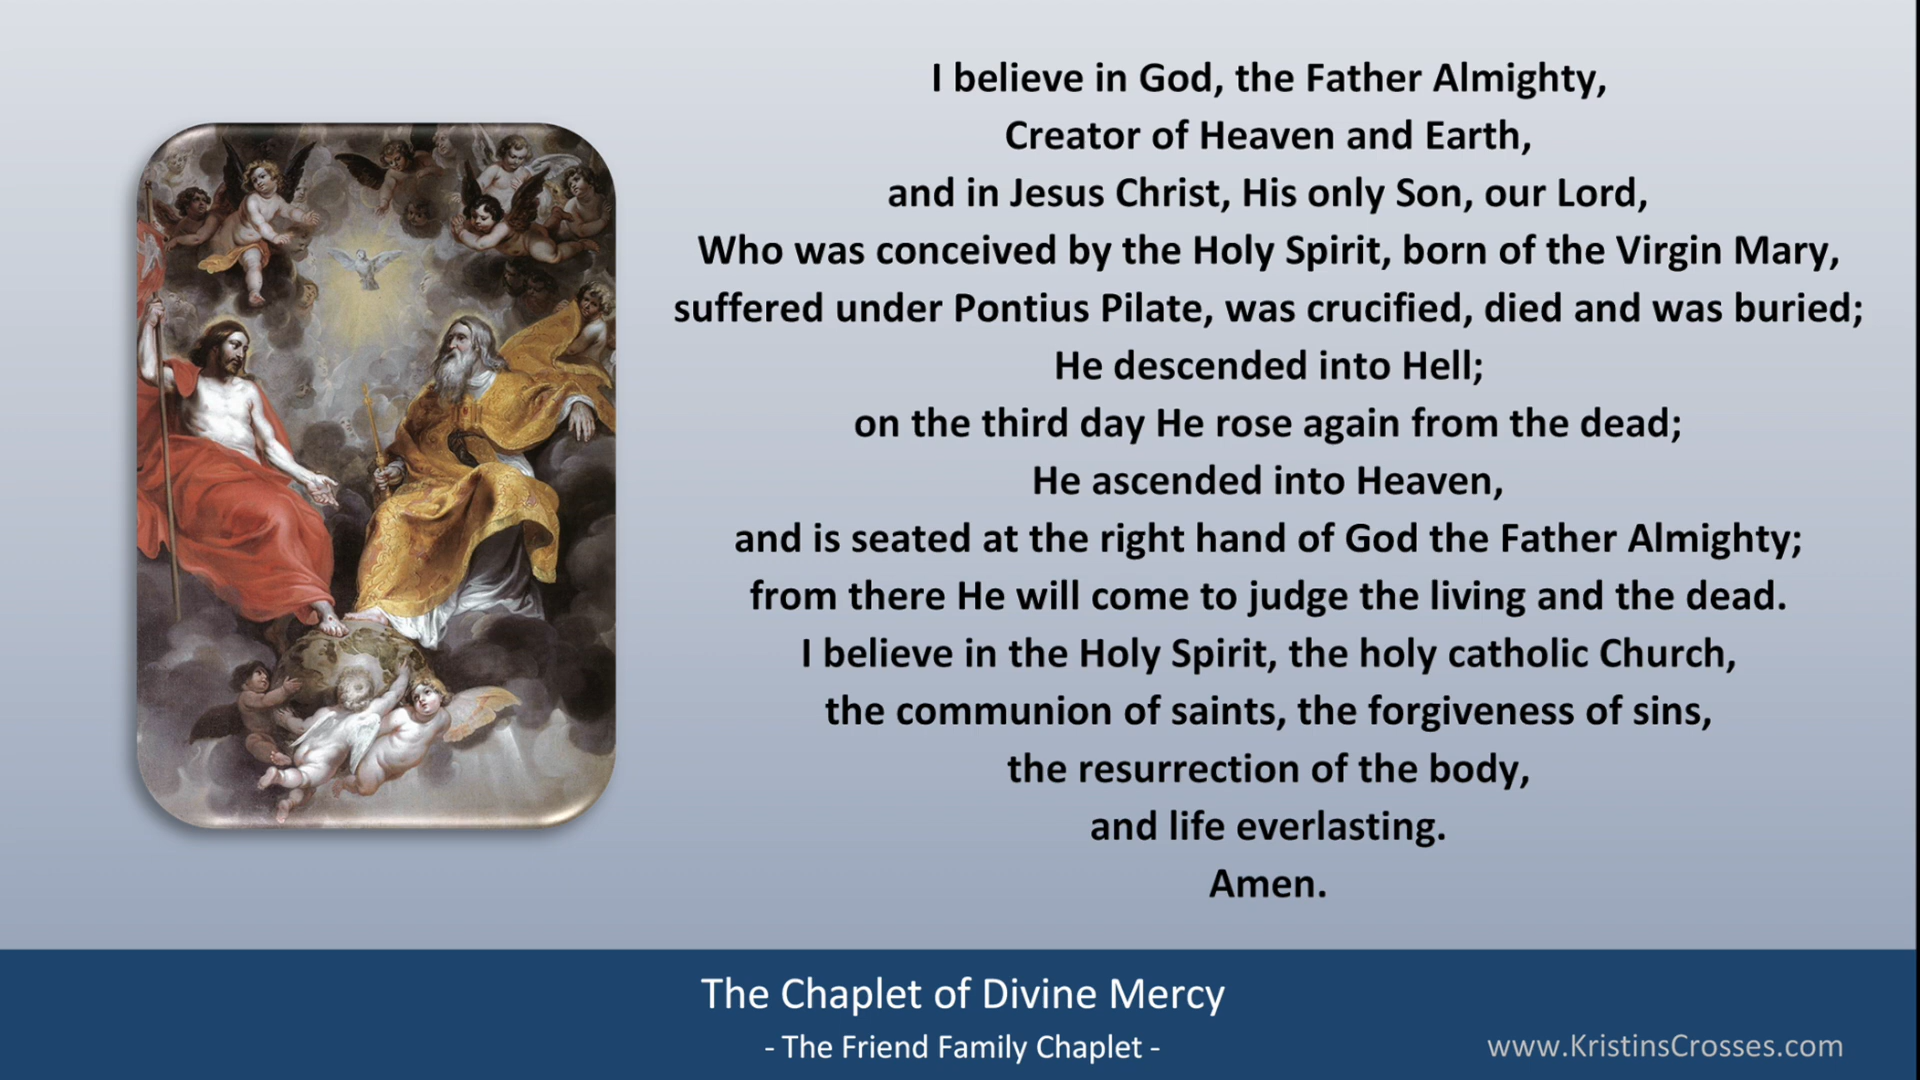 I believe in God, the Father Almighty,
Creator of Heaven and Earth,
and in Jesus Christ, His only Son, our Lord,
Who was conceived by the Holy Spirit, born of the Virgin Mary,
suffered under Pontius Pilate, was crucified, died and was buried;
He descended into Hell;
on the third day He rose again from the dead;
He ascended into Heaven,
and is seated at the right hand of God the Father Almighty;
from there He will come to judge the living and the dead.
I believe in the Holy Spirit, the holy catholic Church,
the communion of saints, the forgiveness of sins,
the resurrection of the body,
and life everlasting.
Amen.
The Chaplet of Divine Mercy
- The Friend Family Chaplet -
www.KristinsCrosses.com